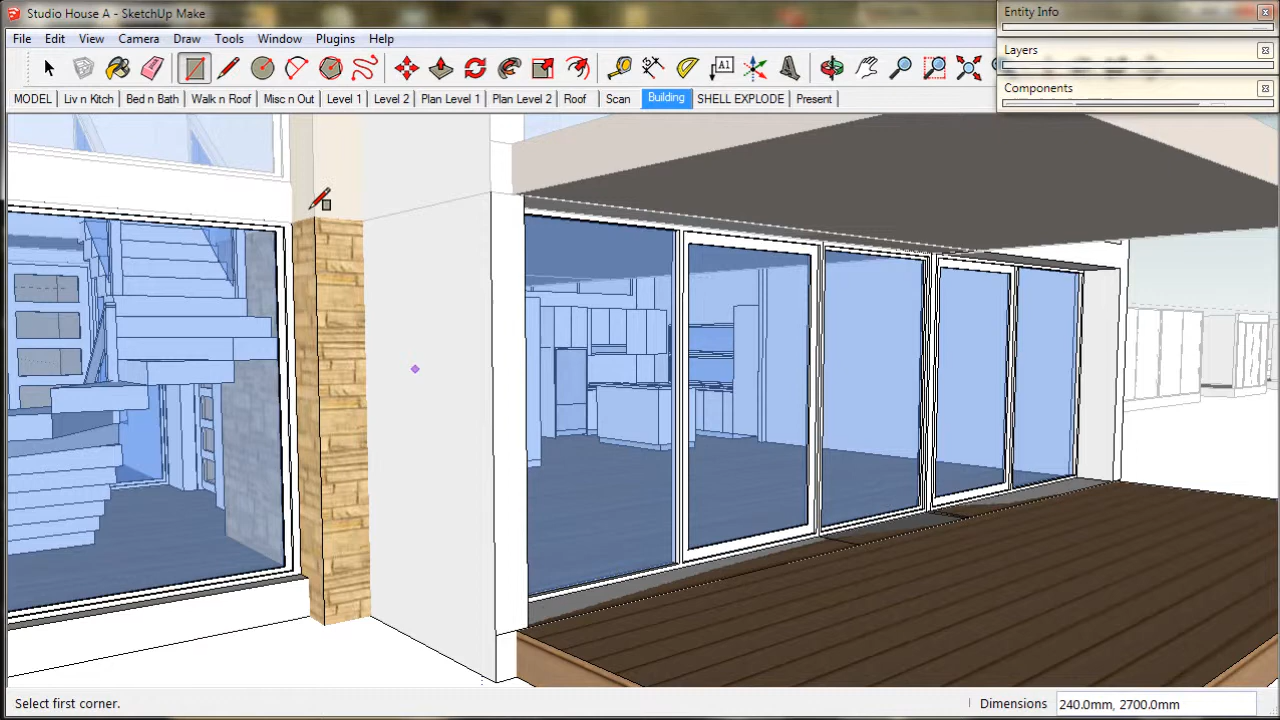 Studio House A - SketchUp Make
Entity Info
File Edit View Camera Draw Tools Window Plugins Help
Layers
A1
Components
MODEL Liv n Kitch Bed n Bath Walk n Roof Misc n Out Level 1 Level 2 Plan Level 1 Plan Level 2 Roof Scan Building SHELL EXPLODE Present
Select first corner.
Dimensions 240.0mm, 2700.0mm